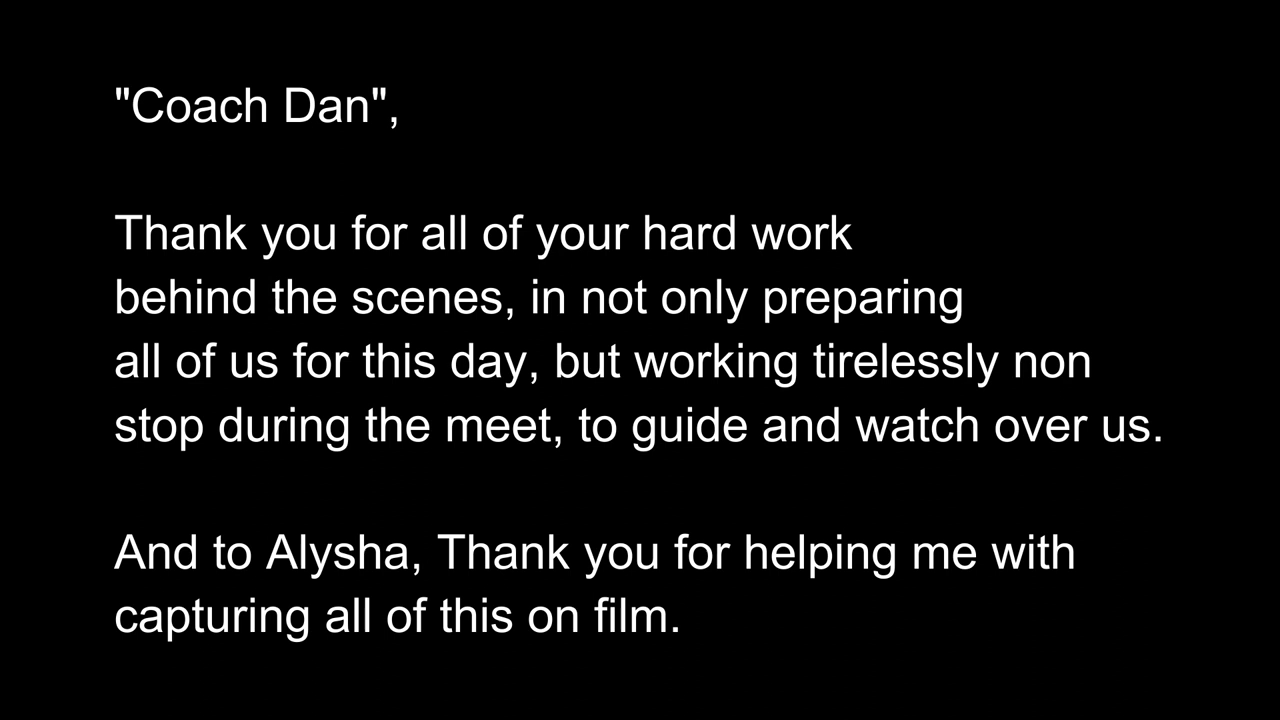 "Coach Dan",
Thank you for all of your hard work
behind the scenes, in not only preparing
all of us for this day, but working tirelessly non
stop during the meet, to guide and watch over us.
And to Alysha, Thank you for helping me with
capturing all of this on film.